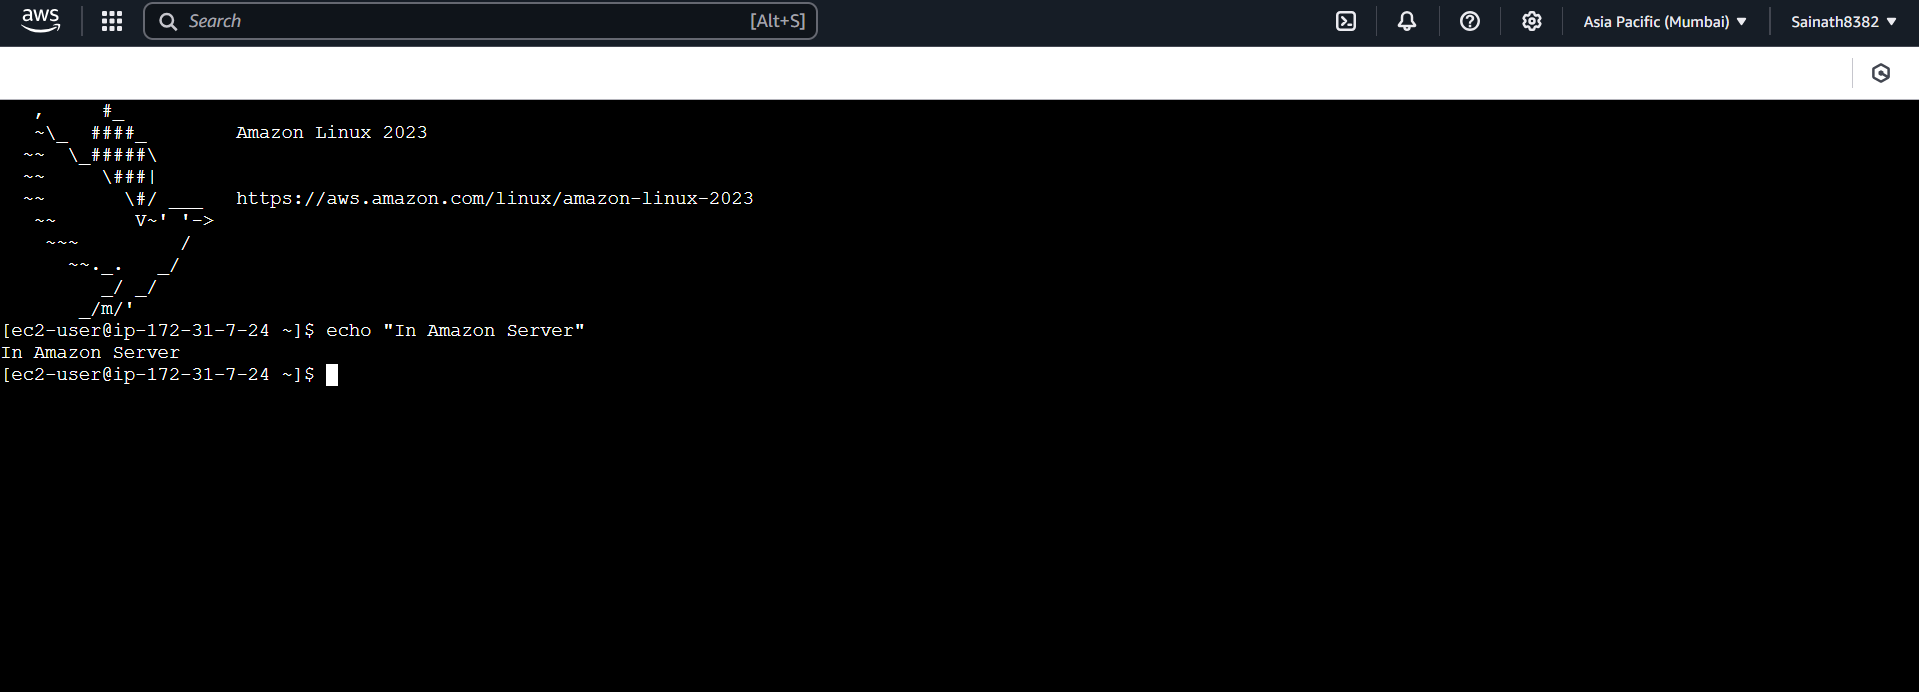 aws Search [Alt+S] Asia Pacific (Mumbai) Sainath8382
   ,     #_
   ~\_  ####_        Amazon Linux 2023
  ~~  \_#####\
  ~~     \###|
  ~~       \#/ ___   https://aws.amazon.com/linux/amazon-linux-2023
   ~~       V~' '->
    ~~~         /
      ~~._.   _/
         _/ _/
       _/m/'
[ec2-user@ip-172-31-7-24 ~]$ echo "In Amazon Server"
In Amazon Server
[ec2-user@ip-172-31-7-24 ~]$